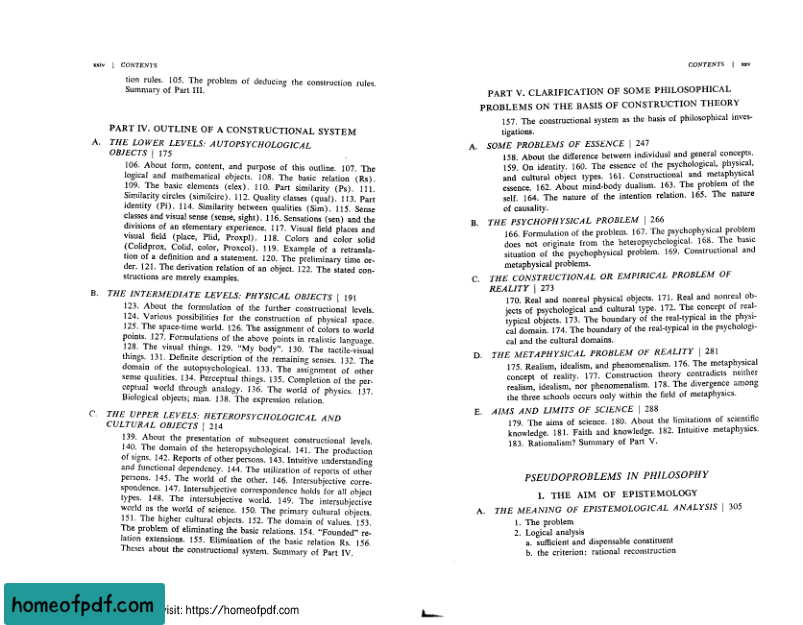 xxiv | CONTENTS
tion rules. 105. The problem of deducing the construction rules.
Summary of Part III.
PART IV. OUTLINE OF A CONSTRUCTIONAL SYSTEM
A. THE LOWER LEVELS: AUTOPSYCHOLOGICAL
OBJECTS | 175
106. About form, content, and purpose of this outline. 107. The
logical and mathematical objects. 108. The basic relation (Rs).
109. The basic elements (elex). 110. Part similarity (Ps). 111.
Similarity circles (similcirc). 112. Quality classes (qual). 113. Part
identity (Pi). 114. Similarity between qualities (Sim). 115. Sense
classes and visual sense (sense, sight). 116. Sensations (sen) and the
divisions of an elementary experience. 117. Visual field places and
visual field (place, Plid, Proxpl). 118. Colors and color solid
(Colidprox, Colid, color, Proxcol). 119. Example of a retransla-
tion of a definition and a statement. 120. The preliminary time or-
der. 121. The derivation relation of an object. 122. The stated con-
structions are merely examples.
B. THE INTERMEDIATE LEVELS: PHYSICAL OBJECTS | 191
123. About the formulation of the further constructional levels.
124. Various possibilities for the construction of physical space.
125. The space-time world. 126. The assignment of colors to world
points. 127. Formulations of the above points in realistic language.
128. The visual things. 129. "My body". 130. The tactile-visual
things. 131. Definite description of the remaining senses. 132. The
domain of the autopsychological. 133. The assignment of other
sense qualities. 134. Perceptual things. 135. Completion of the per-
ceptual world through analogy. 136. The world of physics. 137.
Biological objects; man. 138. The expression relation.
C. THE UPPER LEVELS: HETEROPSYCHOLOGICAL AND
CULTURAL OBJECTS | 214
139. About the presentation of subsequent constructional levels.
140. The domain of the heteropsychological. 141. The production
of signs. 142. Reports of other persons. 143. Intuitive understanding
and functional dependency. 144. The utilization of reports of other
persons. 145. The world of the other. 146. Intersubjective corre-
spondence. 147. Intersubjective correspondence holds for all object
types. 148. The intersubjective world. 149. The intersubjective
world as the world of science. 150. The primary cultural objects.
151. The higher cultural objects. 152. The domain of values. 153.
The problem of eliminating the basic relations. 154. "Founded" re-
lation extensions. 155. Elimination of the basic relation Rs. 156.
Theses about the constructional system. Summary of Part IV.
CONTENTS | xxv
PART V. CLARIFICATION OF SOME PHILOSOPHICAL
PROBLEMS ON THE BASIS OF CONSTRUCTION THEORY
157. The constructional system as the basis of philosophical inves-
tigations.
A. SOME PROBLEMS OF ESSENCE | 247
158. About the difference between individual and general concepts.
159. On identity. 160. The essence of the psychological, physical,
and cultural object types. 161. Constructional and metaphysical
essence. 162. About mind-body dualism. 163. The problem of the
self. 164. The nature of the intention relation. 165. The nature
of causality.
B. THE PSYCHOPHYSICAL PROBLEM | 266
166. Formulation of the problem. 167. The psychophysical problem
does not originate from the heteropsychological. 168. The basic
situation of the psychophysical problem. 169. Constructional and
metaphysical problems.
C. THE CONSTRUCTIONAL OR EMPIRICAL PROBLEM OF
REALITY | 273
170. Real and nonreal physical objects. 171. Real and nonreal ob-
jects of psychological and cultural type. 172. The concept of real-
typical objects. 173. The boundary of the real-typical in the physi-
cal domain. 174. The boundary of the real-typical in the psychologi-
cal and the cultural domains.
D. THE METAPHYSICAL PROBLEM OF REALITY | 281
175. Realism, idealism, and phenomenalism. 176. The metaphysical
concept of reality. 177. Construction theory contradicts neither
realism, idealism, nor phenomenalism. 178. The divergence among
the three schools occurs only within the field of metaphysics.
E. AIMS AND LIMITS OF SCIENCE | 288
179. The aims of science. 180. About the limitations of scientific
knowledge. 181. Faith and knowledge. 182. Intuitive metaphysics.
183. Rationalism? Summary of Part V.
PSEUDOPROBLEMS IN PHILOSOPHY
I. THE AIM OF EPISTEMOLOGY
A. THE MEANING OF EPISTEMOLOGICAL ANALYSIS | 305
1. The problem
2. Logical analysis
a. sufficient and dispensable constituent
b. the criterion: rational reconstruction
homeofpdf.com
visit: https://homeofpdf.com